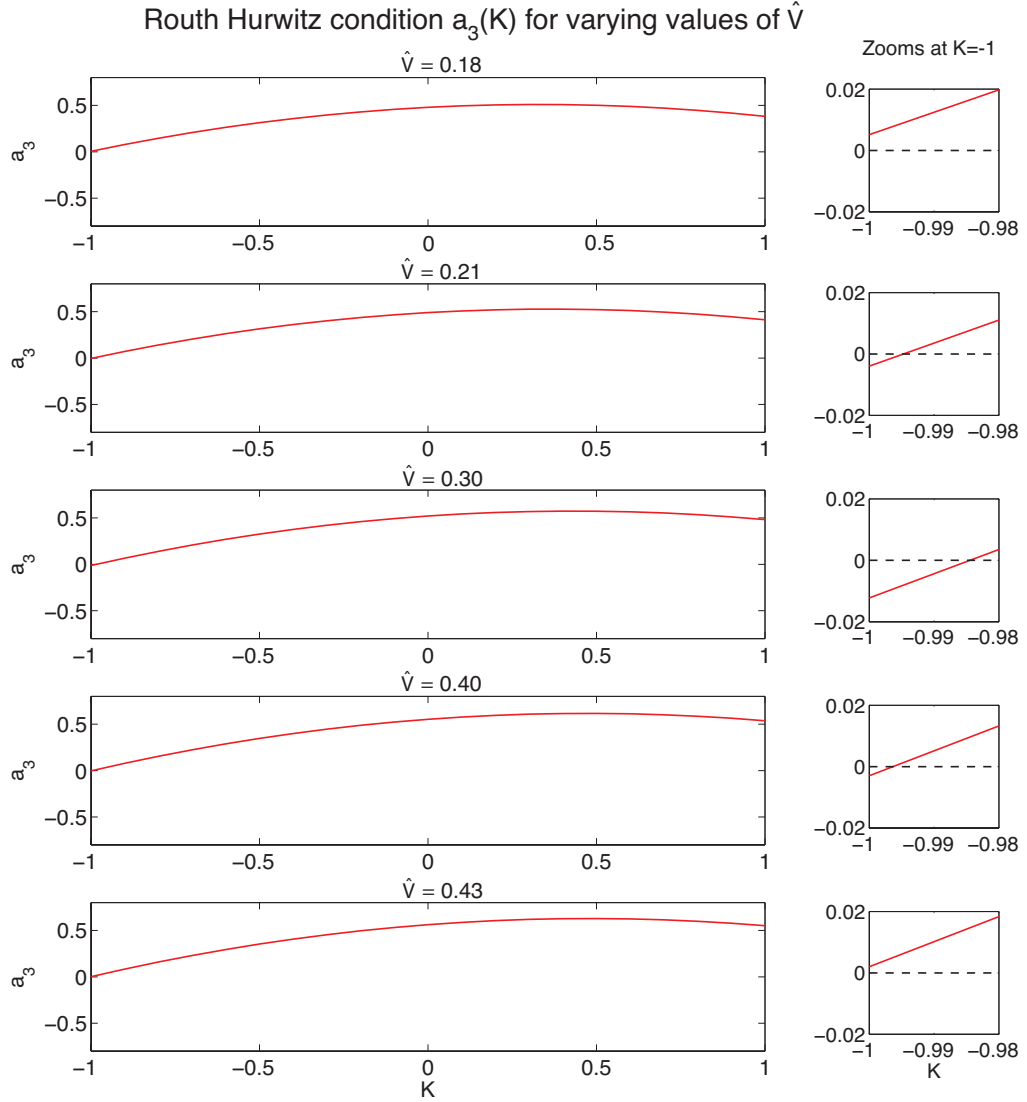 Routh Hurwitz condition a₃(K) for varying values of V̂
Zooms at K=-1
V̂ = 0.18
a₃
0.5
0
−0.5
−1 −0.5 0 0.5 1
0.02
0
−0.02
−1 −0.99 −0.98
V̂ = 0.21
a₃
0.5
0
−0.5
−1 −0.5 0 0.5 1
0.02
0
−0.02
−1 −0.99 −0.98
V̂ = 0.30
a₃
0.5
0
−0.5
−1 −0.5 0 0.5 1
0.02
0
−0.02
−1 −0.99 −0.98
V̂ = 0.40
a₃
0.5
0
−0.5
−1 −0.5 0 0.5 1
0.02
0
−0.02
−1 −0.99 −0.98
V̂ = 0.43
a₃
0.5
0
−0.5
−1 −0.5 0 0.5 1
K
0.02
0
−0.02
−1 −0.99 −0.98
K